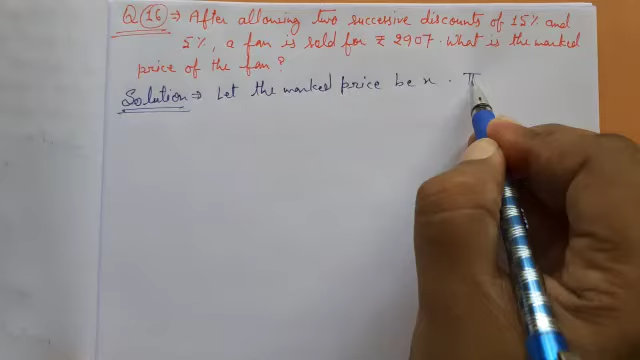 Q(16) ⇒ After allowing two successive discounts of 15% and
5%, a fan is sold for ₹ 2907. What is the marked
price of the fan?
Solution ⇒ Let the marked price be x.